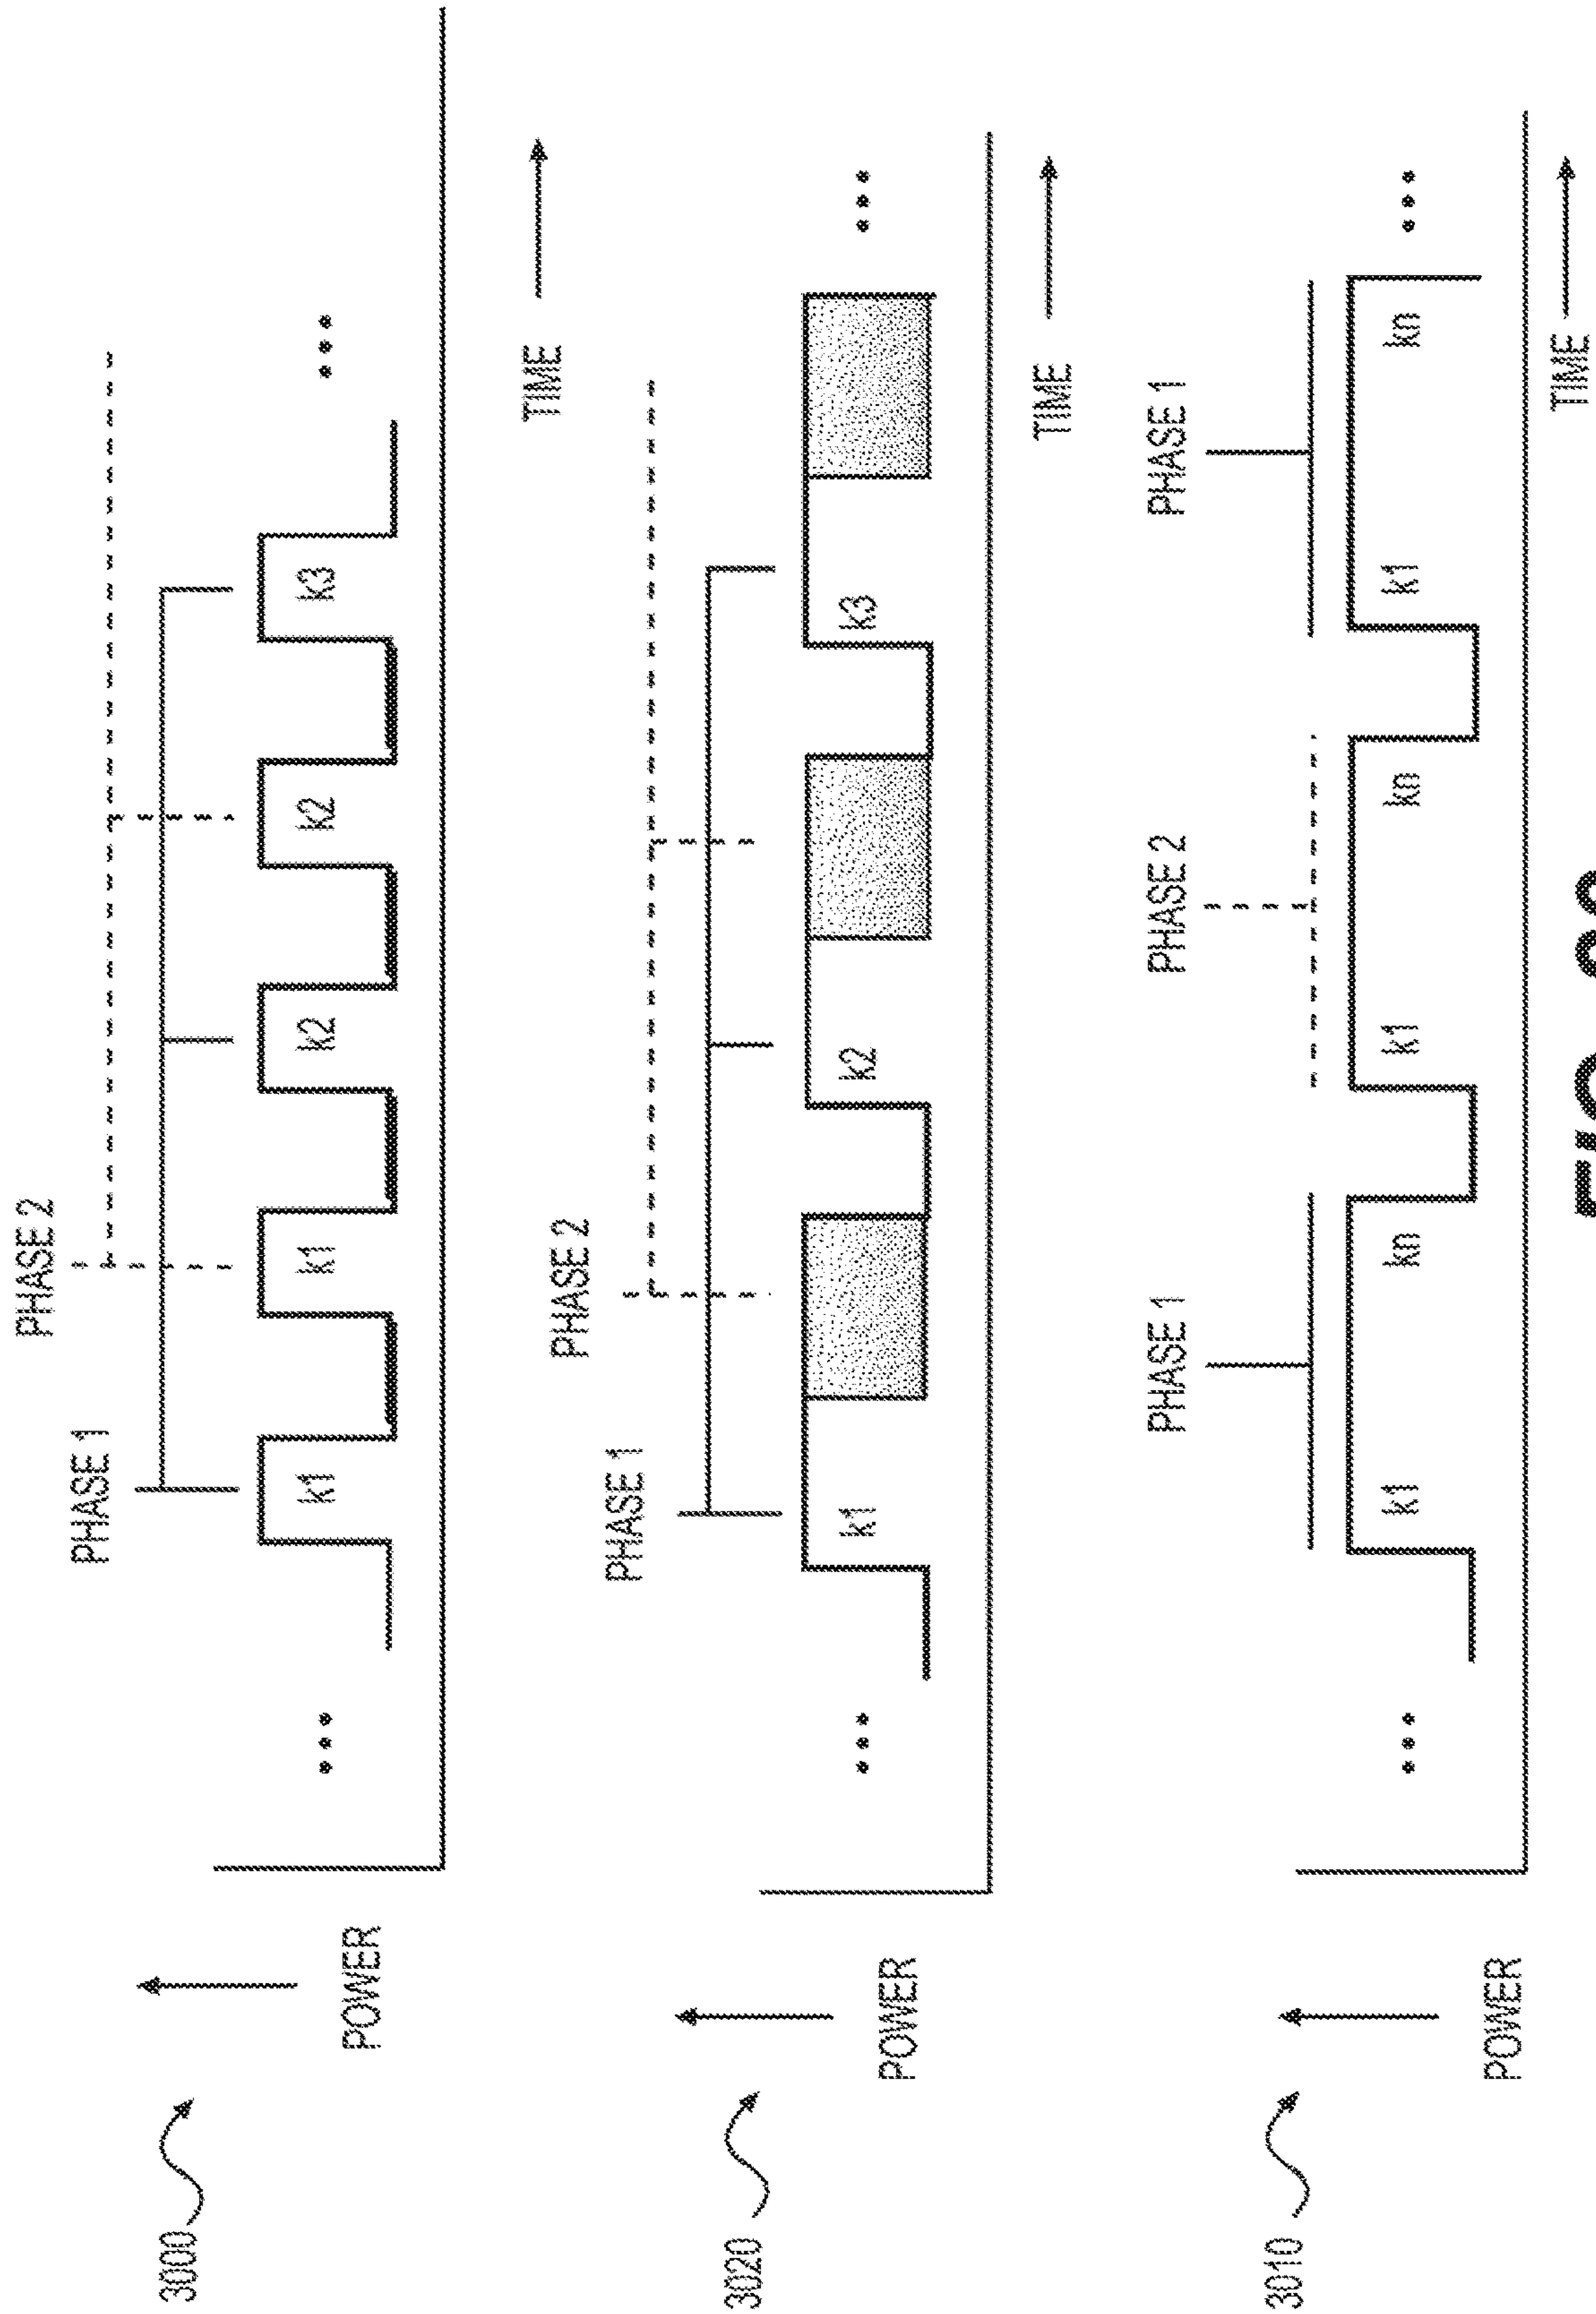 3000
PHASE 2
PHASE 1
k1 k1 k2 k2 k3
POWER
TIME
3020
PHASE 2
PHASE 1
k1 k2 k3
POWER
TIME
3010
PHASE 1 PHASE 2 PHASE 1
k1 kn k1 kn k1 kn
POWER
TIME